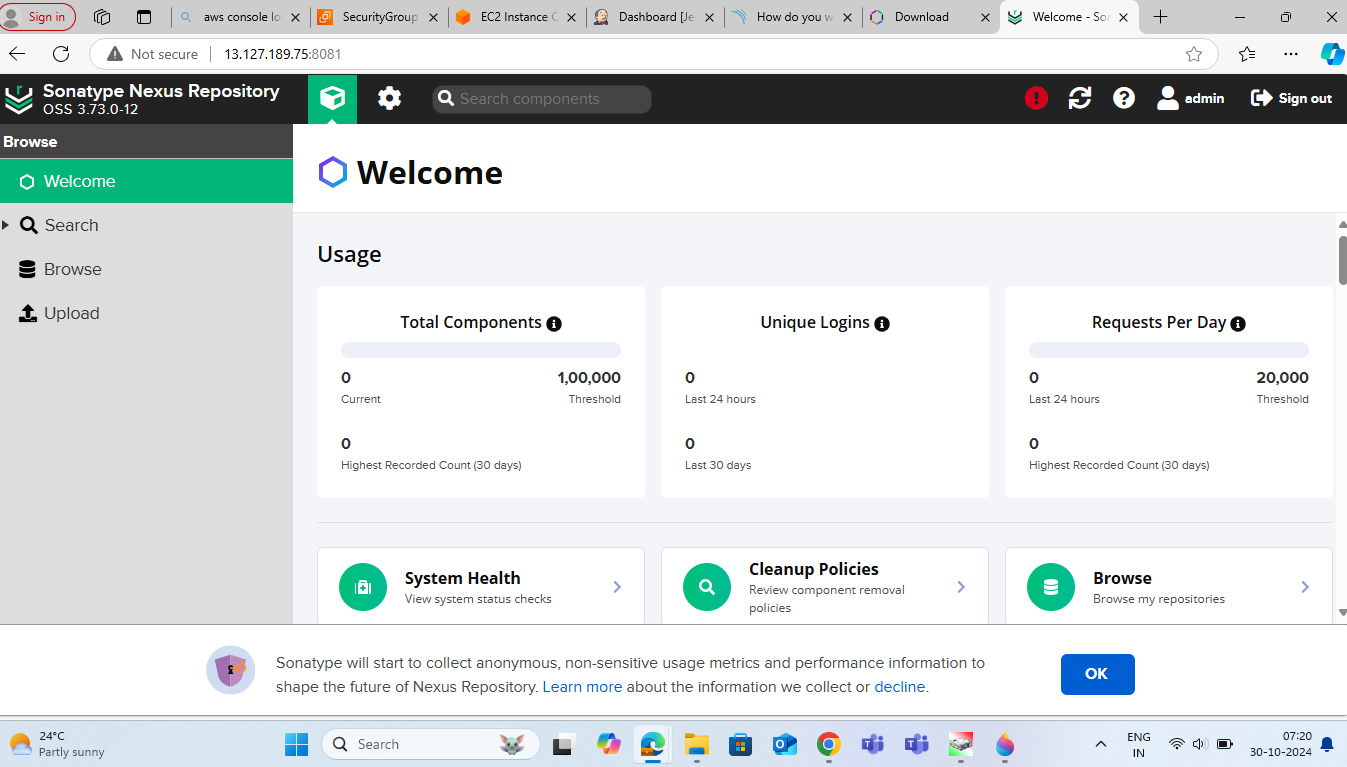 Sign in
aws console lo
SecurityGroup
EC2 Instance C
Dashboard [Je
How do you w
Download
Welcome - So
Not secure
13.127.189.75:8081
Sonatype Nexus Repository
OSS 3.73.0-12
Search components
admin
Sign out
Browse
Welcome
Search
Browse
Upload
Welcome
Usage
Total Components
0 1,00,000
Current Threshold
0
Highest Recorded Count (30 days)
Unique Logins
0
Last 24 hours
0
Last 30 days
Requests Per Day
0 20,000
Last 24 hours Threshold
0
Highest Recorded Count (30 days)
System Health
View system status checks
Cleanup Policies
Review component removal
policies
Browse
Browse my repositories
Sonatype will start to collect anonymous, non-sensitive usage metrics and performance information to
shape the future of Nexus Repository. Learn more about the information we collect or decline.
OK
24°C
Partly sunny
Search
ENG
IN
07:20
30-10-2024